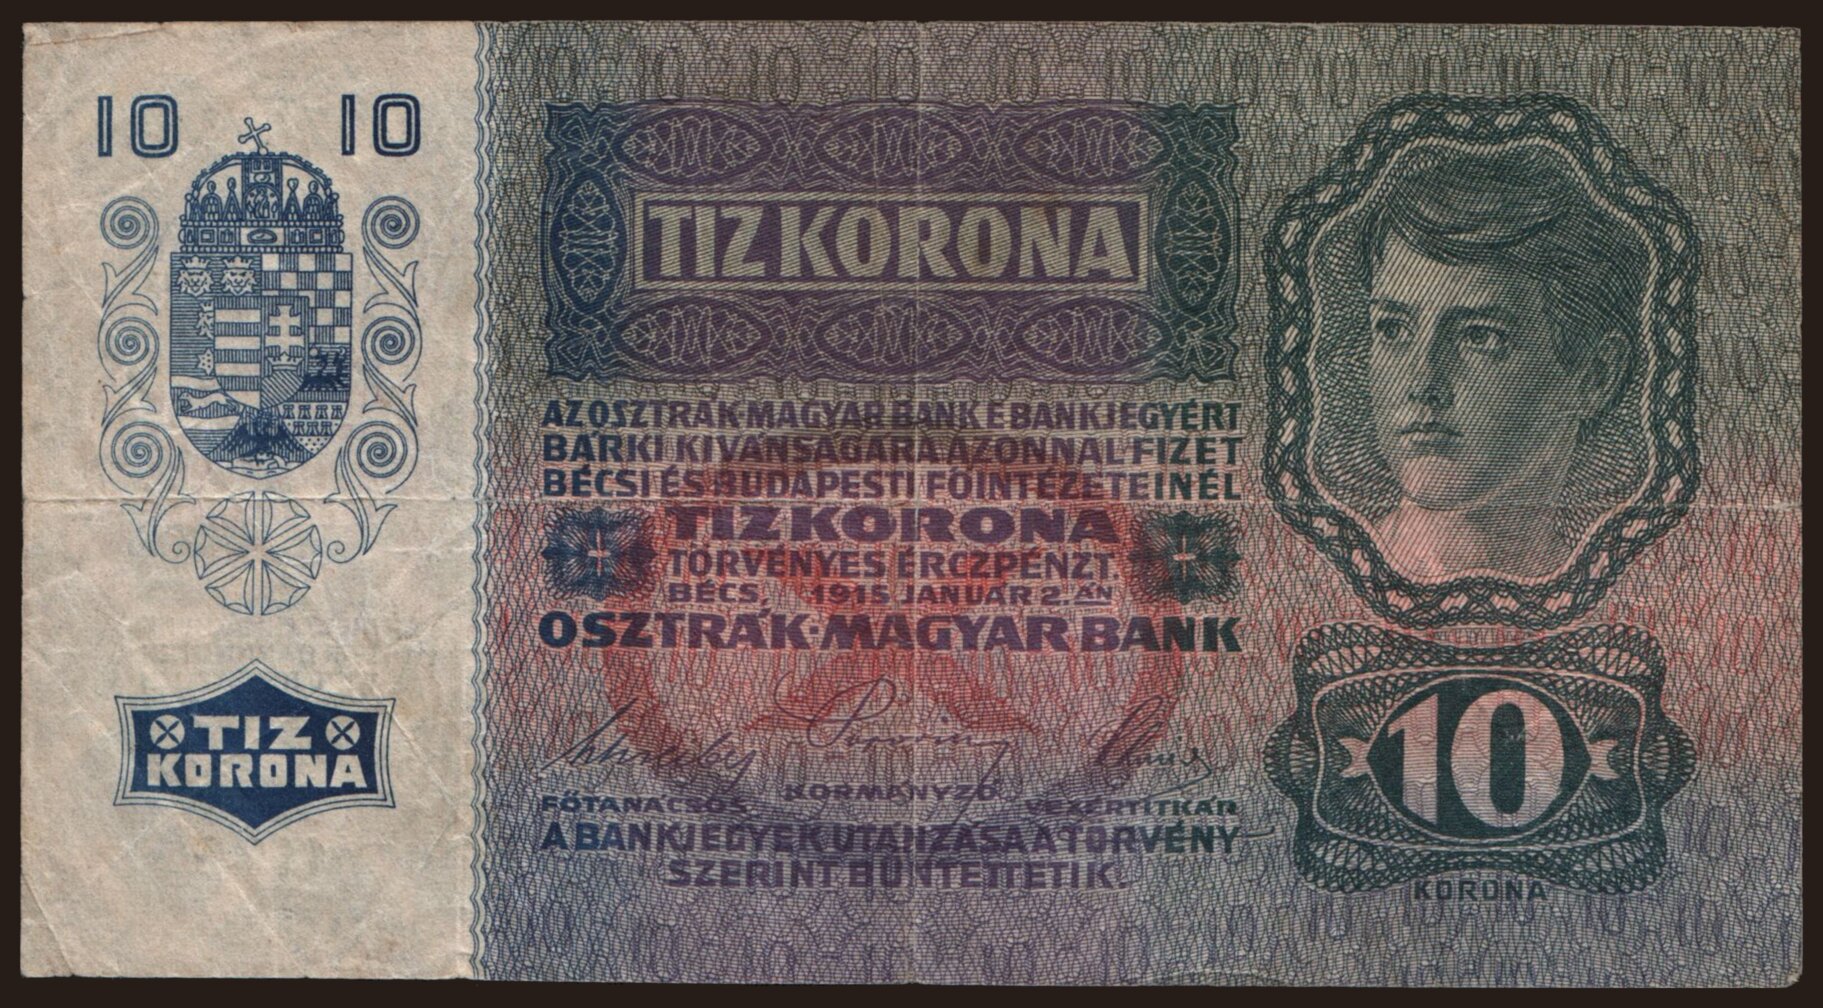 10 10
TIZ
KORONA
TIZ KORONA
AZ OSZTRÁK-MAGYAR BANK E BANKJEGYÉRT
BÁRKI KIVÁNSÁGÁRA AZONNAL FIZET
BÉCSI ÉS BUDAPESTI FŐINTÉZETEINÉL
TIZ KORONA
TÖRVÉNYES ÉRCZPÉNZT.
BÉCS, 1915 JANUÁR 2.ÁN
OSZTRÁK-MAGYAR BANK
FŐTANÁCSOS KORMÁNYZÓ VEZÉRTITKÁR
A BANKJEGYEK UTÁNZÁSA A TÖRVÉNY
SZERINT BÜNTETTETIK.
10
KORONA